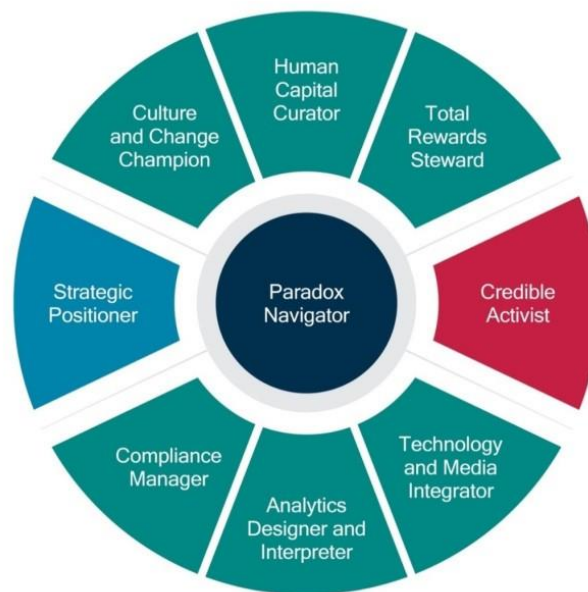 Human
Capital
Curator
Culture
and Change
Champion
Total
Rewards
Steward
Strategic
Positioner
Paradox
Navigator
Credible
Activist
Compliance
Manager
Analytics
Designer and
Interpreter
Technology
and Media
Integrator